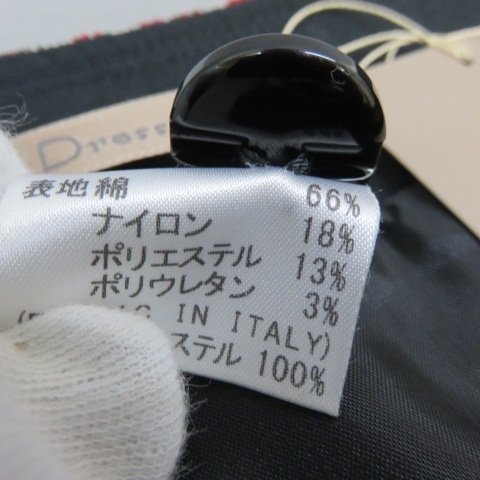 Dress
表地綿 66%
ナイロン 18%
ポリエステル 13%
ポリウレタン 3%
IN ITALY)
ステル 100%